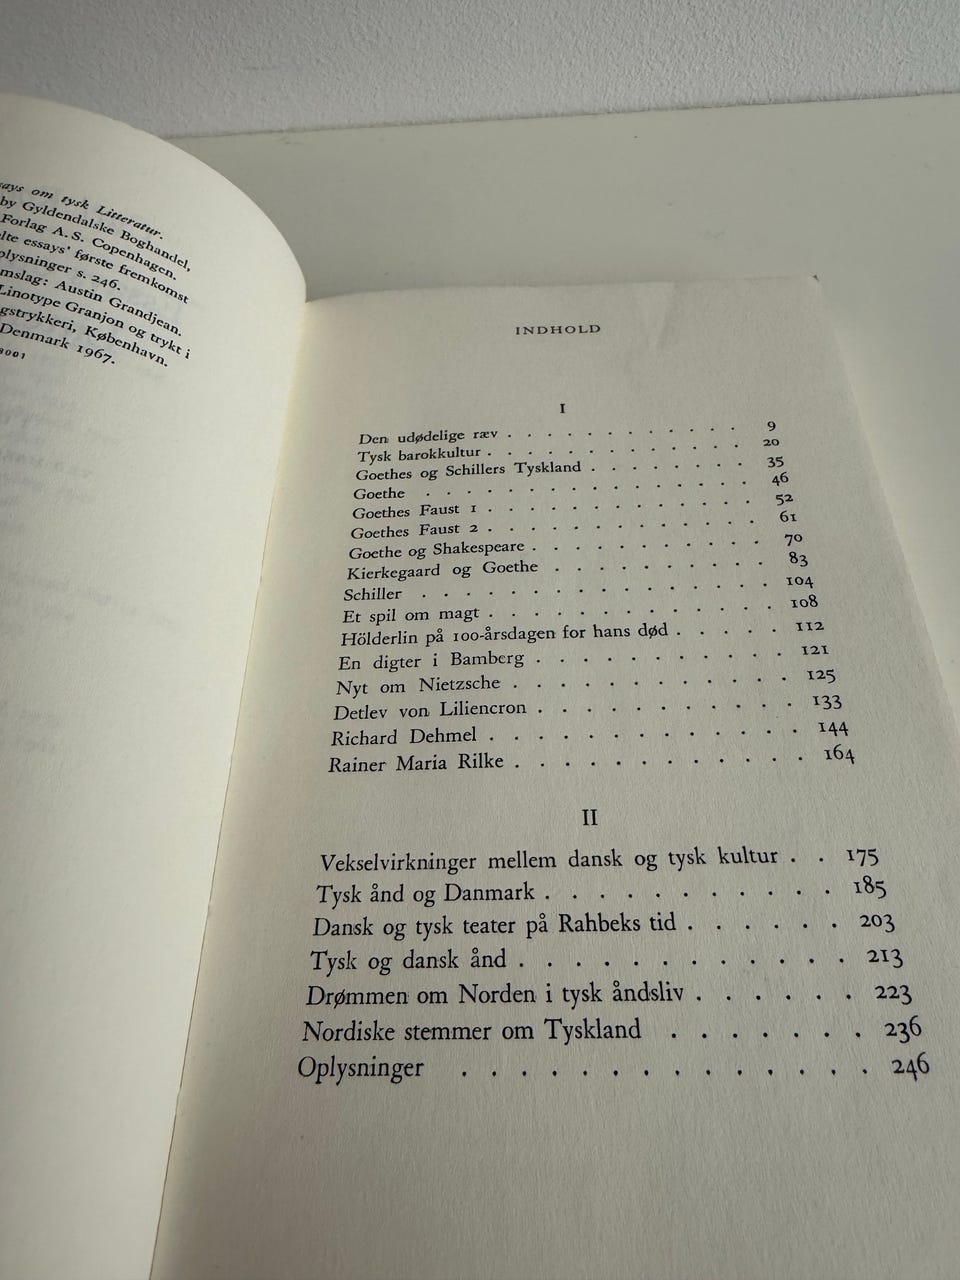 om tysk Litteratur.
by Gyldendalske Boghandel,
Forlag A. S. Copenhagen.
essays' første fremkomst
s. 246.
Austin Grandjean.
Linotype Granjon og trykt i
København.
Denmark 1967.
INDHOLD
I
Den udødelige ræv . . . . . . . . . . 9
Tysk barokkultur . . . . . . . . . . 20
Goethes og Schillers Tyskland . . . . . . . 35
Goethe . . . . . . . . . . . . . 46
Goethes Faust 1 . . . . . . . . . . . 52
Goethes Faust 2 . . . . . . . . . . . 61
Goethe og Shakespeare . . . . . . . . . . 70
Kierkegaard og Goethe . . . . . . . . . 83
Schiller . . . . . . . . . . . . . 104
Et spil om magt . . . . . . . . . . . 108
Hölderlin på 100-årsdagen for hans død . . . . . 112
En digter i Bamberg . . . . . . . . . . 121
Nyt om Nietzsche . . . . . . . . . . . 125
Detlev von Liliencron . . . . . . . . . . 133
Richard Dehmel . . . . . . . . . . . . 144
Rainer Maria Rilke . . . . . . . . . . . 164
II
Vekselvirkninger mellem dansk og tysk kultur . . 175
Tysk ånd og Danmark . . . . . . . . . . . 185
Dansk og tysk teater på Rahbeks tid . . . . . . 203
Tysk og dansk ånd . . . . . . . . . . . . 213
Drømmen om Norden i tysk åndsliv . . . . . . 223
Nordiske stemmer om Tyskland . . . . . . . 236
Oplysninger . . . . . . . . . . . . . . 246